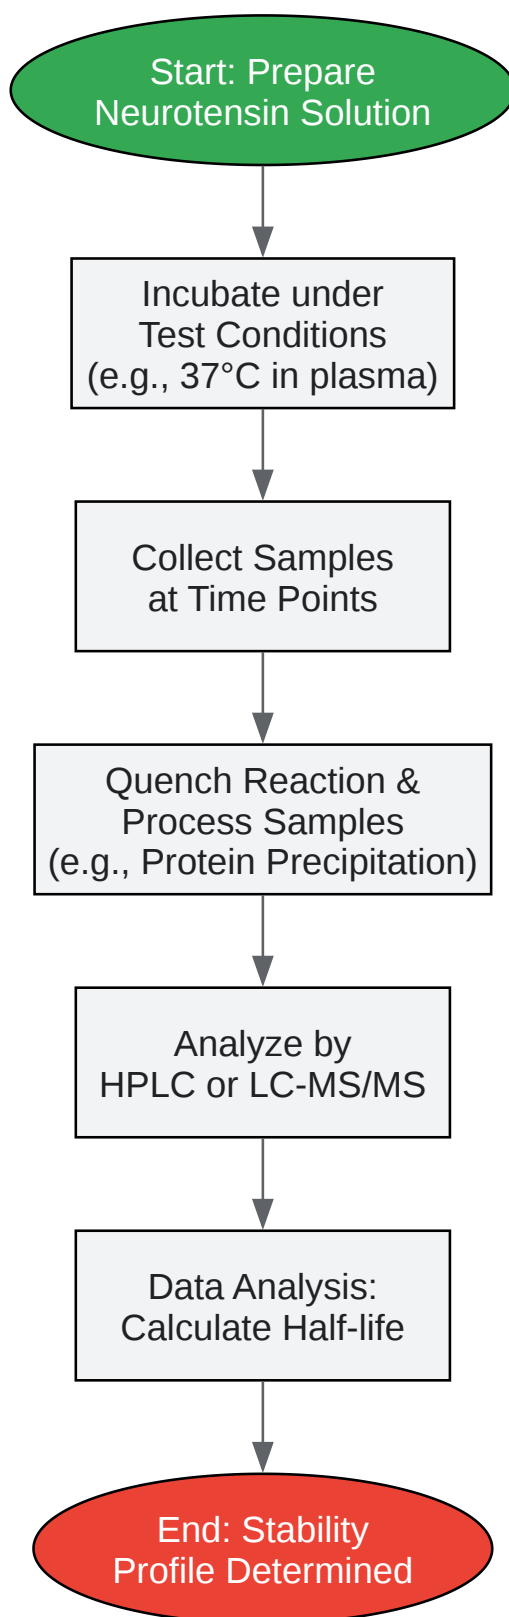 Start: Prepare
Neurotensin Solution
Incubate under
Test Conditions
(e.g., 37°C in plasma)
Collect Samples
at Time Points
Quench Reaction &
Process Samples
(e.g., Protein Precipitation)
Analyze by
HPLC or LC-MS/MS
Data Analysis:
Calculate Half-life
End: Stability
Profile Determined